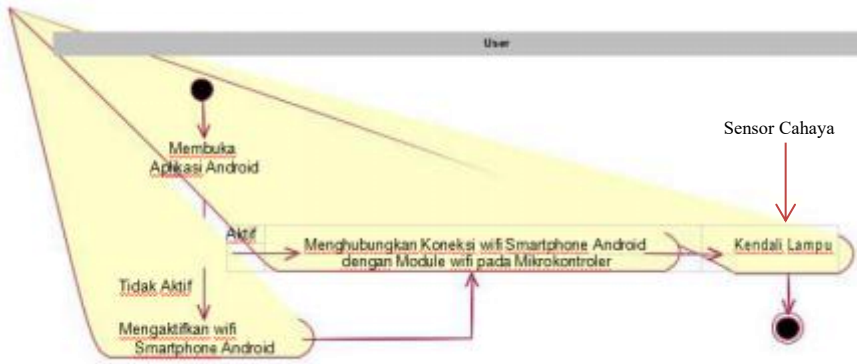 User
Sensor Cahaya
Membuka
Aplikasi Android
Aktif
Menghubungkan Koneksi wifi Smartphone Android
dengan Module wifi pada Mikrokontroler
Kendali Lampu
Tidak Aktif
Mengaktifkan wifi
Smartphone Android